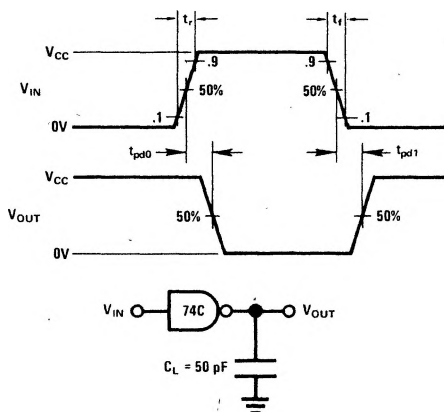 tr
tf
VCC
.9
.9
VIN
50%
50%
.1
.1
0V
tpd0
tpd1
VCC
VOUT
50%
50%
0V
VIN
74C
VOUT
CL = 50 pF